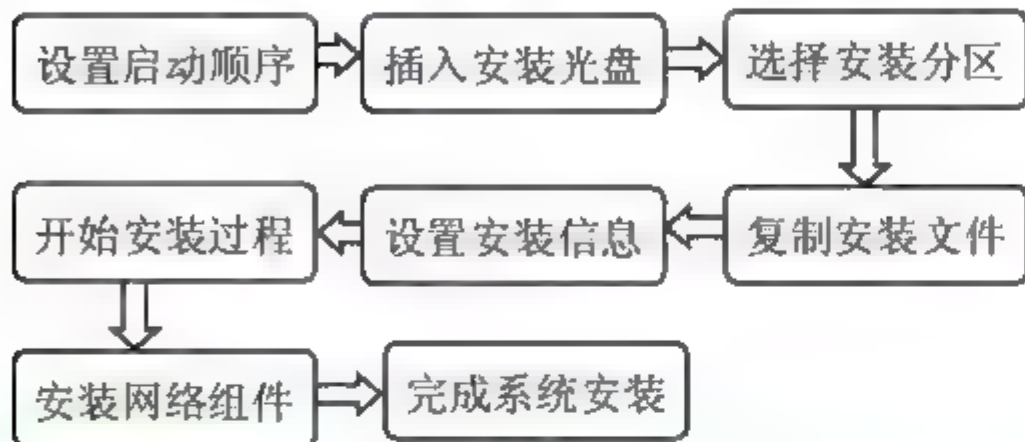 设置启动顺序
插入安装光盘
选择安装分区
复制安装文件
设置安装信息
开始安装过程
安装网络组件
完成系统安装